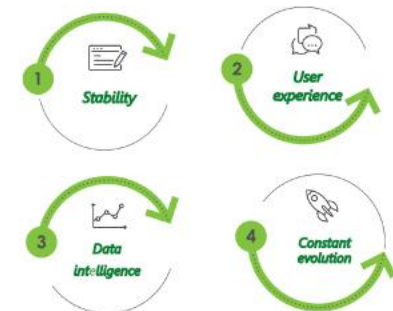 1
Stability
2
User
experience
3
Data
intelligence
4
Constant
evolution